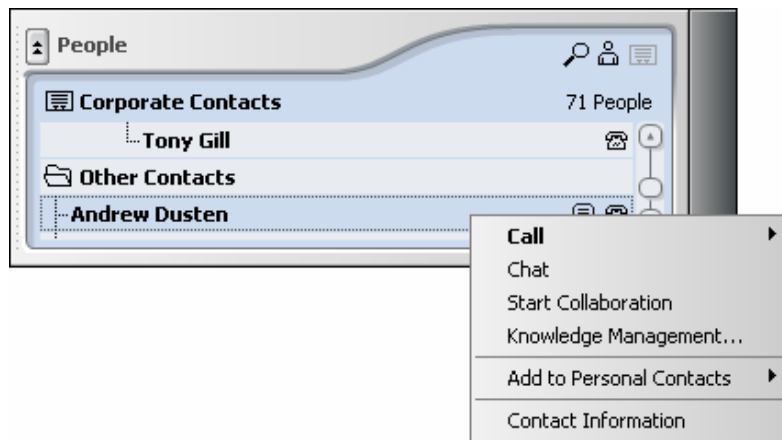 People
Corporate Contacts 71 People
Tony Gill
Other Contacts
Andrew Dusten
Call
Chat
Start Collaboration
Knowledge Management...
Add to Personal Contacts
Contact Information